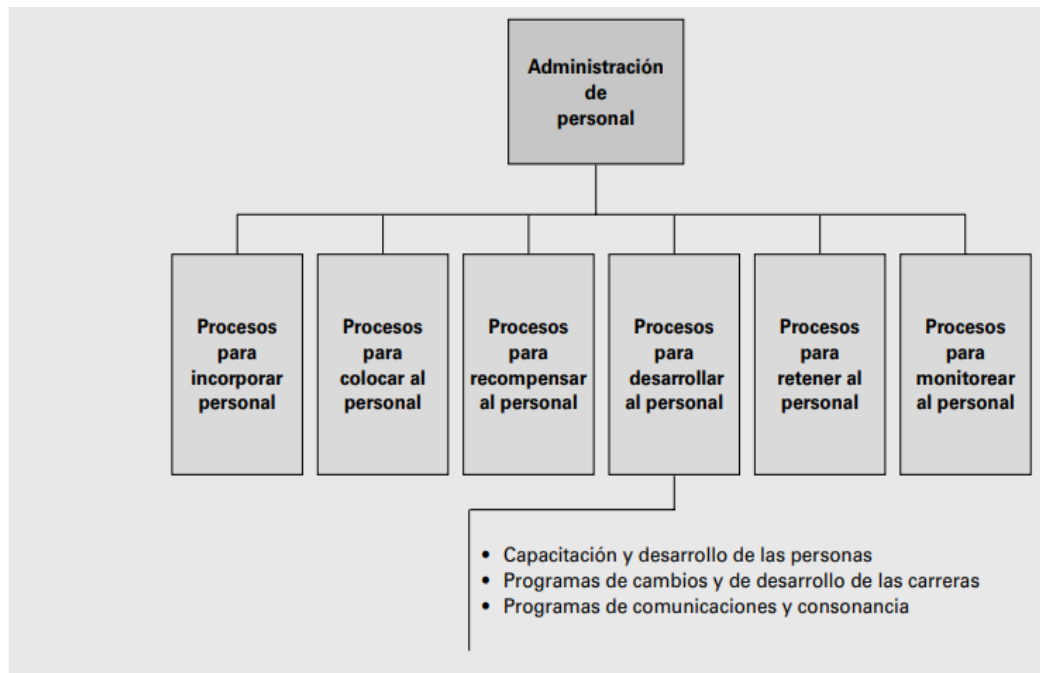 Administración
de
personal
Procesos
para
incorporar
personal
Procesos
para
colocar al
personal
Procesos
para
recompensar
al personal
Procesos
para
desarrollar
al personal
Procesos
para
retener al
personal
Procesos
para
monitorear
al personal
• Capacitación y desarrollo de las personas
• Programas de cambios y de desarrollo de las carreras
• Programas de comunicaciones y consonancia